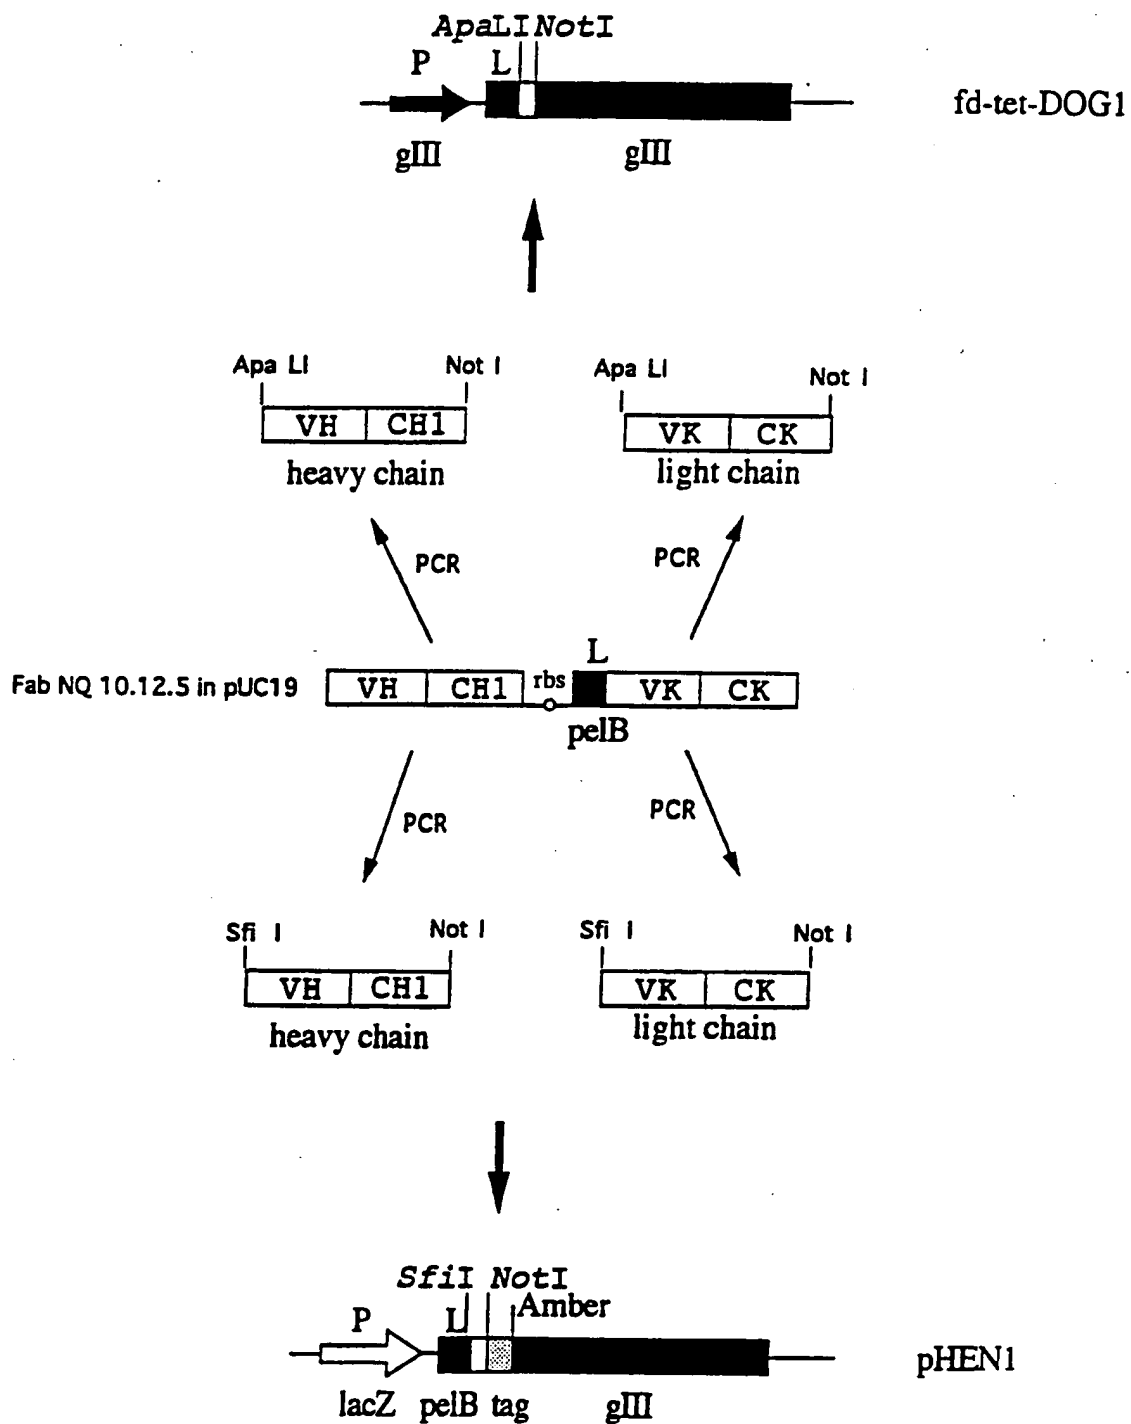 ApaLI NotI
P L
fd-tet-DOG1
gIII gIII
Apa LI Not I Apa LI Not I
VH CH1 VK CK
heavy chain light chain
PCR PCR
L
Fab NQ 10.12.5 in pUC19 VH CH1 rbs VK CK
pelB
PCR PCR
Sfi I Not I Sfi I Not I
VH CH1 VK CK
heavy chain light chain
SfiI NotI
P L Amber
pHEN1
lacZ pelB tag gIII